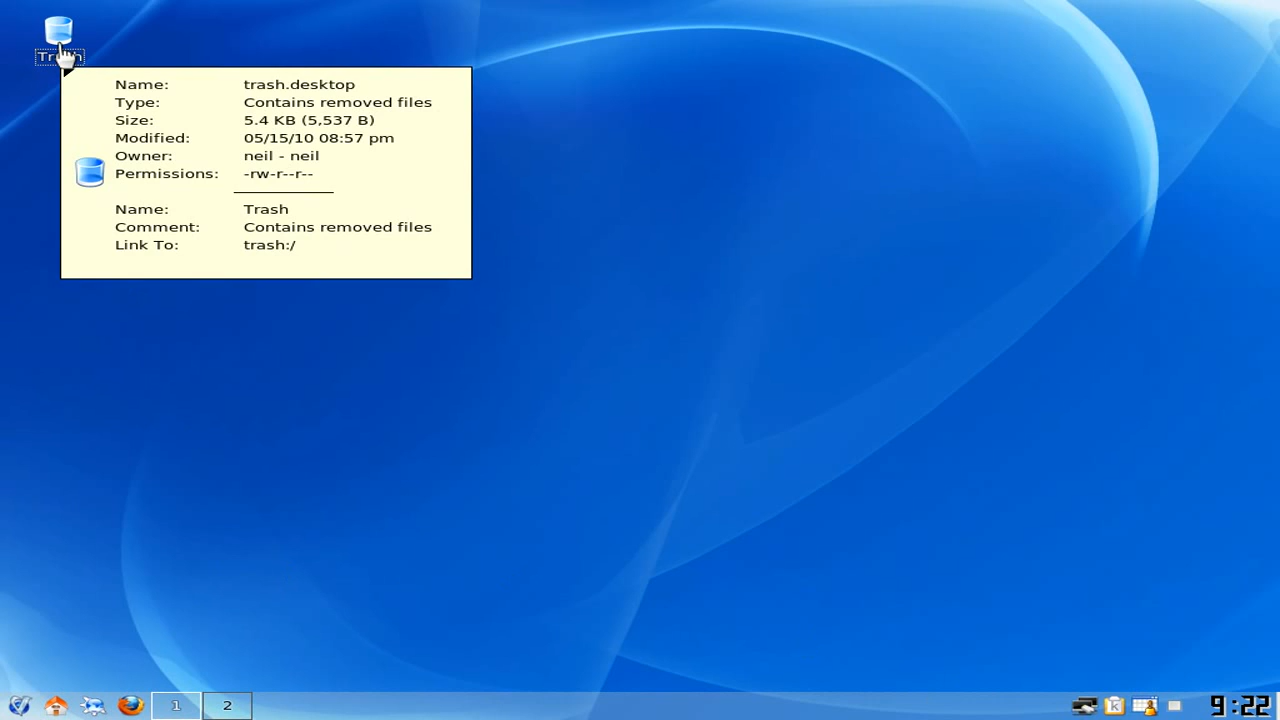 Trash
Name: trash.desktop
Type: Contains removed files
Size: 5.4 KB (5,537 B)
Modified: 05/15/10 08:57 pm
Owner: neil - neil
Permissions: -rw-r--r--
Name: Trash
Comment: Contains removed files
Link To: trash:/
1 2 k 9:22